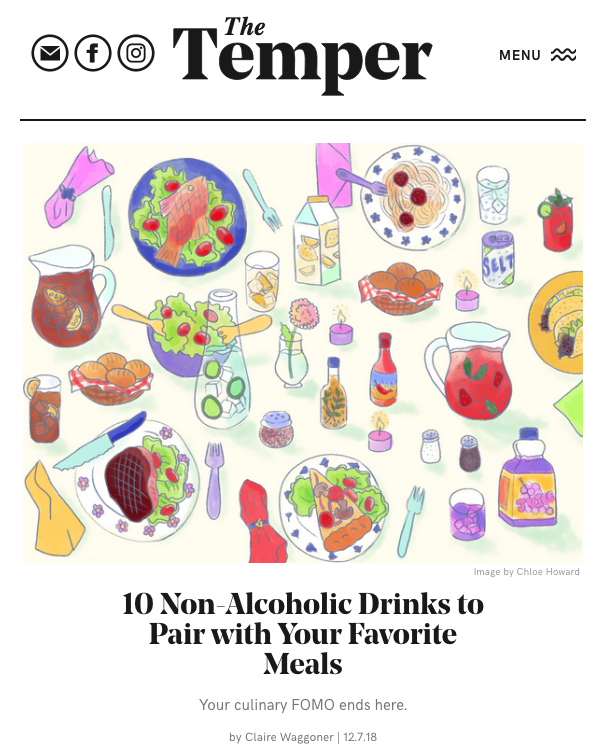 The
Temper
MENU
SELT
Image by Chloe Howard
10 Non-Alcoholic Drinks to
Pair with Your Favorite
Meals
Your culinary FOMO ends here.
by Claire Waggoner | 12.7.18